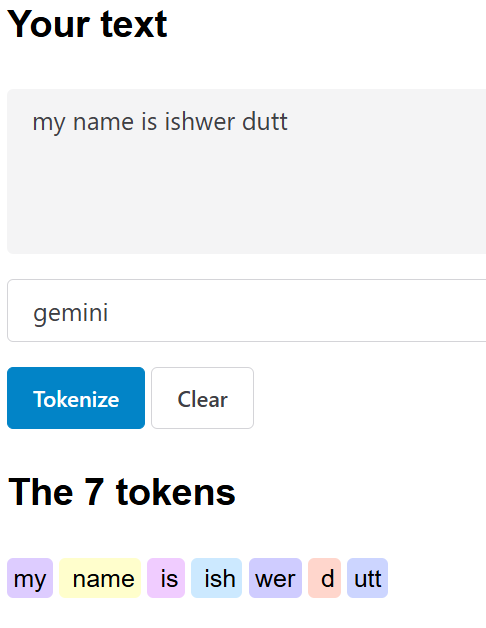 Your text
my name is ishwer dutt
gemini
Tokenize Clear
The 7 tokens
my name is ish wer d utt